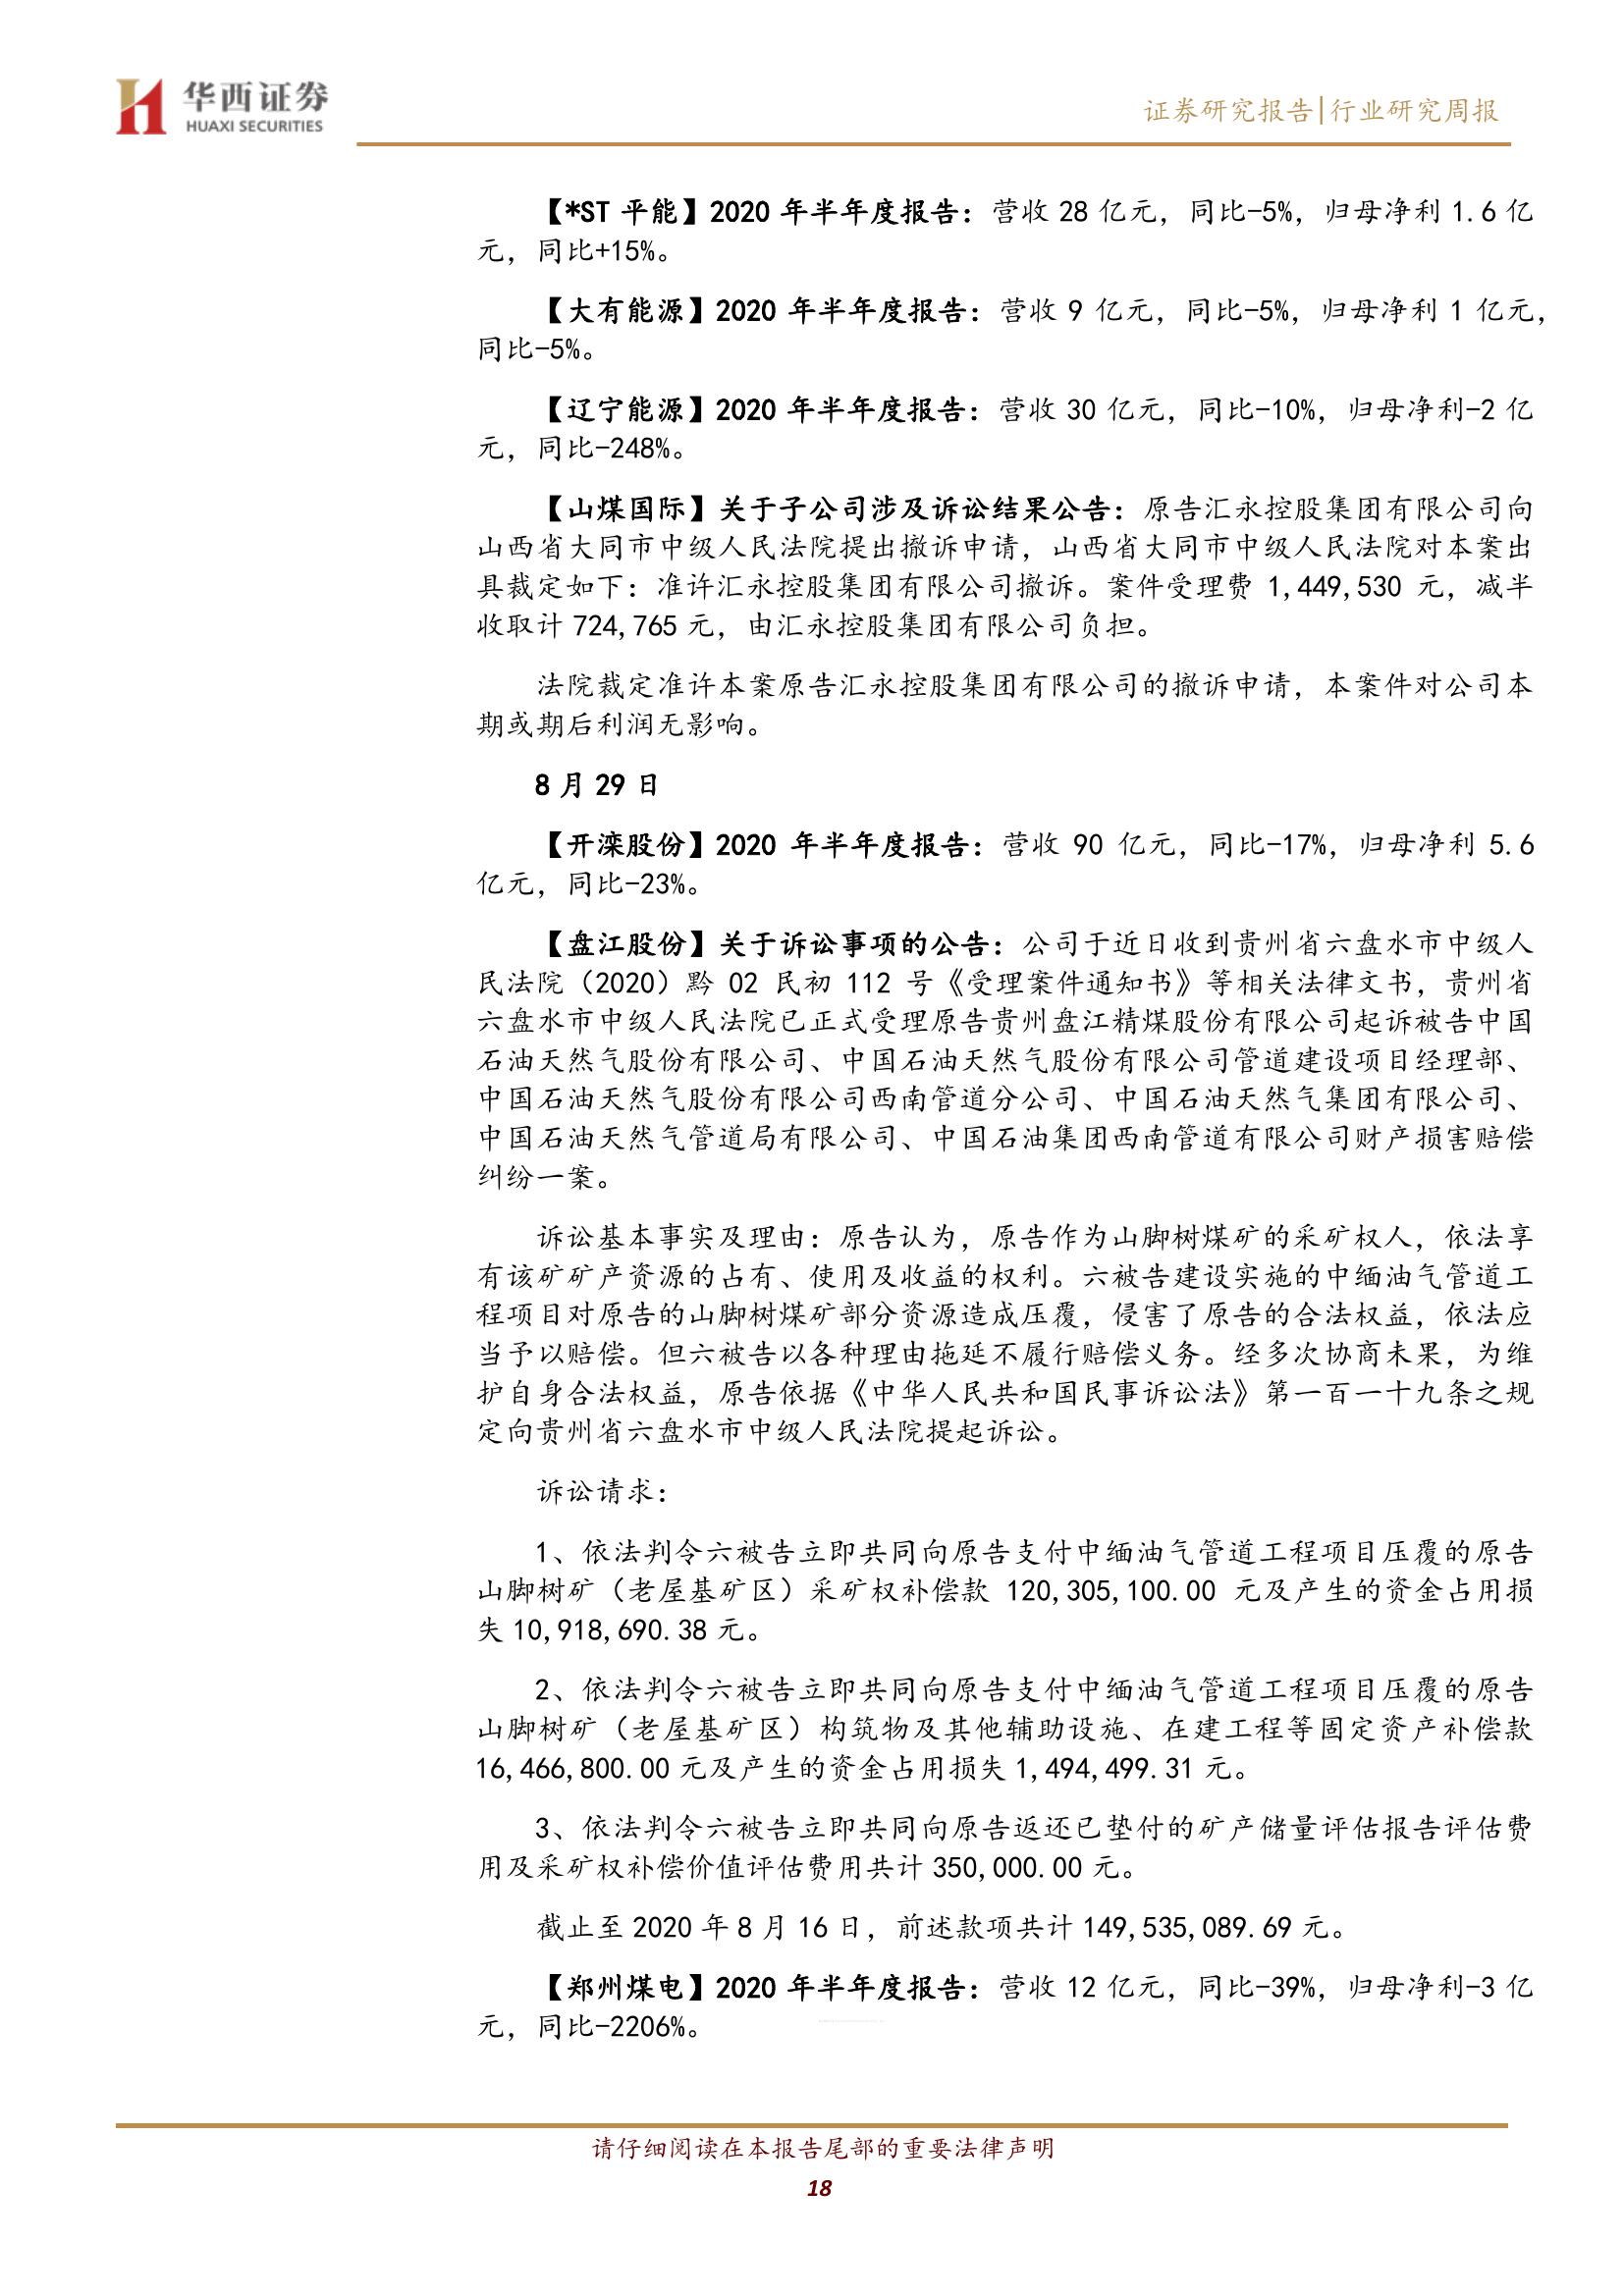 华西证券
HUAXI SECURITIES
证券研究报告|行业研究周报
【*ST 平能】2020 年半年度报告：营收 28 亿元，同比-5%，归母净利 1.6 亿
元，同比+15%。
【大有能源】2020 年半年度报告：营收 9 亿元，同比-5%，归母净利 1 亿元，
同比-5%。
【辽宁能源】2020 年半年度报告：营收 30 亿元，同比-10%，归母净利-2 亿
元，同比-248%。
【山煤国际】关于子公司涉及诉讼结果公告：原告汇永控股集团有限公司向
山西省大同市中级人民法院提出撤诉申请，山西省大同市中级人民法院对本案出
具裁定如下：准许汇永控股集团有限公司撤诉。案件受理费 1,449,530 元，减半
收取计 724,765 元，由汇永控股集团有限公司负担。
法院裁定准许本案原告汇永控股集团有限公司的撤诉申请，本案件对公司本
期或期后利润无影响。
8 月 29 日
【开滦股份】2020 年半年度报告：营收 90 亿元，同比-17%，归母净利 5.6
亿元，同比-23%。
【盘江股份】关于诉讼事项的公告：公司于近日收到贵州省六盘水市中级人
民法院（2020）黔 02 民初 112 号《受理案件通知书》等相关法律文书，贵州省
六盘水市中级人民法院已正式受理原告贵州盘江精煤股份有限公司起诉被告中国
石油天然气股份有限公司、中国石油天然气股份有限公司管道建设项目经理部、
中国石油天然气股份有限公司西南管道分公司、中国石油天然气集团有限公司、
中国石油天然气管道局有限公司、中国石油集团西南管道有限公司财产损害赔偿
纠纷一案。
诉讼基本事实及理由：原告认为，原告作为山脚树煤矿的采矿权人，依法享
有该矿矿产资源的占有、使用及收益的权利。六被告建设实施的中缅油气管道工
程项目对原告的山脚树煤矿部分资源造成压覆，侵害了原告的合法权益，依法应
当予以赔偿。但六被告以各种理由拖延不履行赔偿义务。经多次协商未果，为维
护自身合法权益，原告依据《中华人民共和国民事诉讼法》第一百一十九条之规
定向贵州省六盘水市中级人民法院提起诉讼。
诉讼请求：
1、依法判令六被告立即共同向原告支付中缅油气管道工程项目压覆的原告
山脚树矿（老屋基矿区）采矿权补偿款 120,305,100.00 元及产生的资金占用损
失 10,918,690.38 元。
2、依法判令六被告立即共同向原告支付中缅油气管道工程项目压覆的原告
山脚树矿（老屋基矿区）构筑物及其他辅助设施、在建工程等固定资产补偿款
16,466,800.00 元及产生的资金占用损失 1,494,499.31 元。
3、依法判令六被告立即共同向原告返还已垫付的矿产储量评估报告评估费
用及采矿权补偿价值评估费用共计 350,000.00 元。
截止至 2020 年 8 月 16 日，前述款项共计 149,535,089.69 元。
【郑州煤电】2020 年半年度报告：营收 12 亿元，同比-39%，归母净利-3 亿
元，同比-2206%。
请仔细阅读在本报告尾部的重要法律声明
18